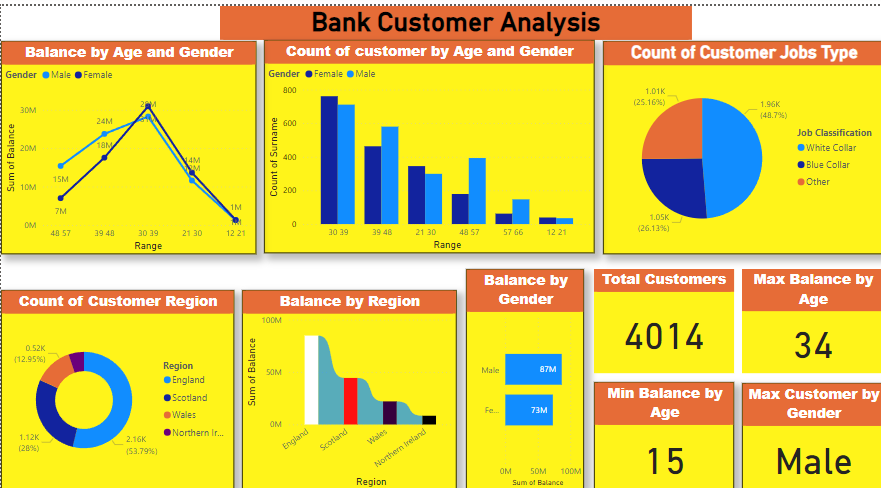 Bank Customer Analysis
Balance by Age and Gender
Gender Male Female
Sum of Balance
30M
20M
10M
0M
15M
7M
24M
18M
14M
1M
48 57
39 48
30 39
21 30
12 21
Range
Count of customer by Age and Gender
Gender Female Male
Count of Surname
800
600
400
200
0
30 39
39 48
21 30
48 57
57 66
12 21
Range
Count of Customer Jobs Type
1.01K
(25.16%)
1.96K
(48.7%)
1.05K
(26.13%)
Job Classification
White Collar
Blue Collar
Other
Count of Customer Region
0.52K
(12.95%)
1.12K
(28%)
2.16K
(53.79%)
Region
England
Scotland
Wales
Northern Ir...
Balance by Region
Sum of Balance
100M
50M
0M
England
Scotland
Wales
Northern Ireland
Region
Balance by
Gender
Male
87M
Fe...
73M
0M
50M
100M
Sum of Balance
Total Customers
4014
Max Balance by
Age
34
Min Balance by
Age
15
Max Customer by
Gender
Male